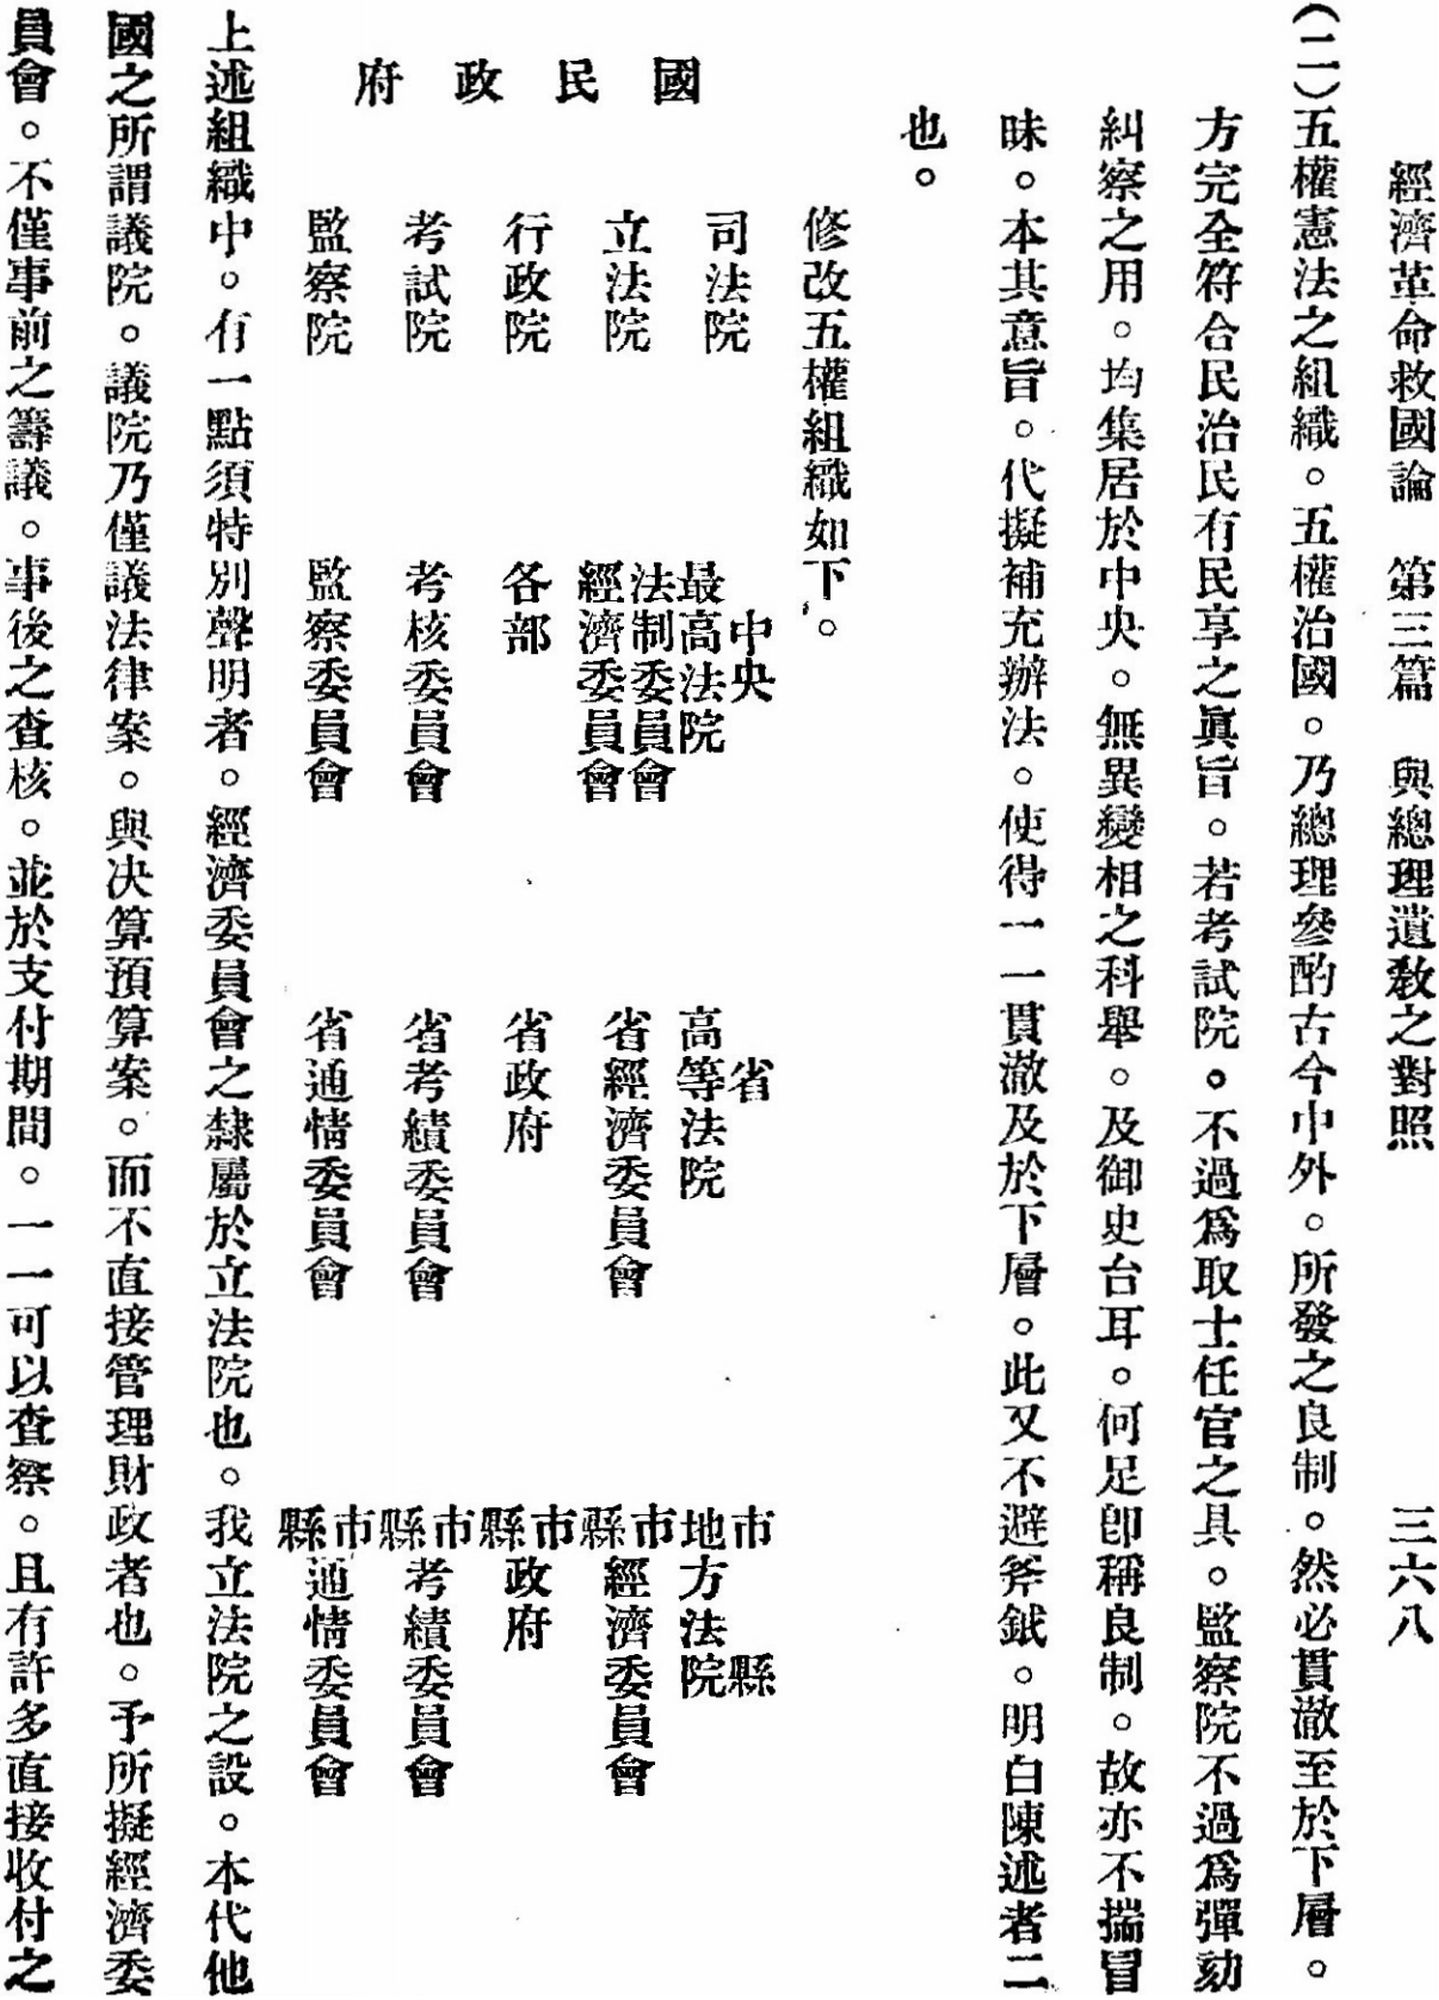 經濟革命救國論　第三篇　與總理遺敎之對照　三六八
(二)五權憲法之組織。五權治國。乃總理參酌古今中外。所發之良制。然必貫澈至於下層。
方完全符合民治民有民享之眞旨。若考試院。不過爲取士任官之具。監察院不過爲彈劾
糾察之用。均集居於中央。無異變相之科舉。及御史台耳。何足卽稱良制。故亦不揣冒
昧。本其意旨。代擬補充辦法。使得一一貫澈及於下層。此又不避斧鉞。明白陳述者二
也。
修改五權組織如下。
中央　省　市　縣
司法院　最高法院　高等法院　地方法院
國民政府　立法院　法制委員會　經濟委員會　省經濟委員會　市縣經濟委員會
行政院　各部　省政府　市縣政府
考試院　考核委員會　省考績委員會　市縣考績委員會
監察院　監察委員會　省通情委員會　市縣通情委員會
上述組織中。有一點須特別聲明者。經濟委員會之隸屬於立法院也。我立法院之設。本代他
國之所謂議院。議院乃僅議法律案。與决算預算案。而不直接管理財政者也。予所擬經濟委
員會。不僅事前之籌議。事後之查核。並於支付期間。一一可以查察。且有許多直接收付之